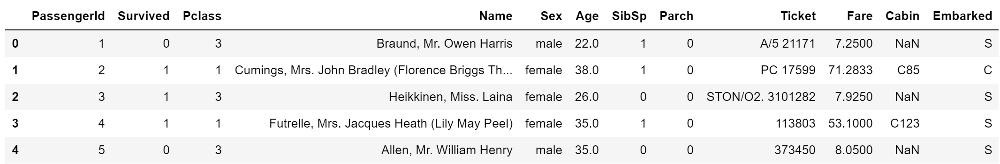 PassengerId Survived Pclass Name Sex Age SibSp Parch Ticket Fare Cabin Embarked
0 1 0 3 Braund, Mr. Owen Harris male 22.0 1 0 A/5 21171 7.2500 NaN S
1 2 1 1 Cumings, Mrs. John Bradley (Florence Briggs Th... female 38.0 1 0 PC 17599 71.2833 C85 C
2 3 1 3 Heikkinen, Miss. Laina female 26.0 0 0 STON/O2. 3101282 7.9250 NaN S
3 4 1 1 Futrelle, Mrs. Jacques Heath (Lily May Peel) female 35.0 1 0 113803 53.1000 C123 S
4 5 0 3 Allen, Mr. William Henry male 35.0 0 0 373450 8.0500 NaN S